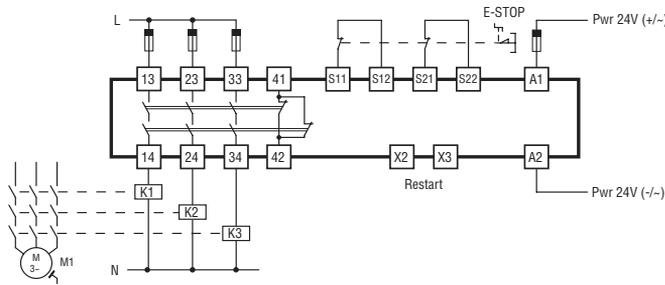 E-STOP
L
Pwr 24V (+/~)
13 23 33 41 S11 S12 S21 S22 A1
14 24 34 42 X2 X3 A2
Restart
K1
Pwr 24V (-/~)
K2
K3
M
3~
M1
N